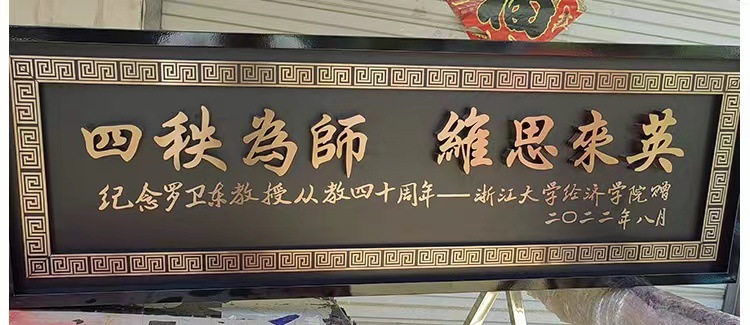 四秩為師 維思來英
纪念罗卫东教授从教四十周年——浙江大学经济学院赠
二〇二二年八月